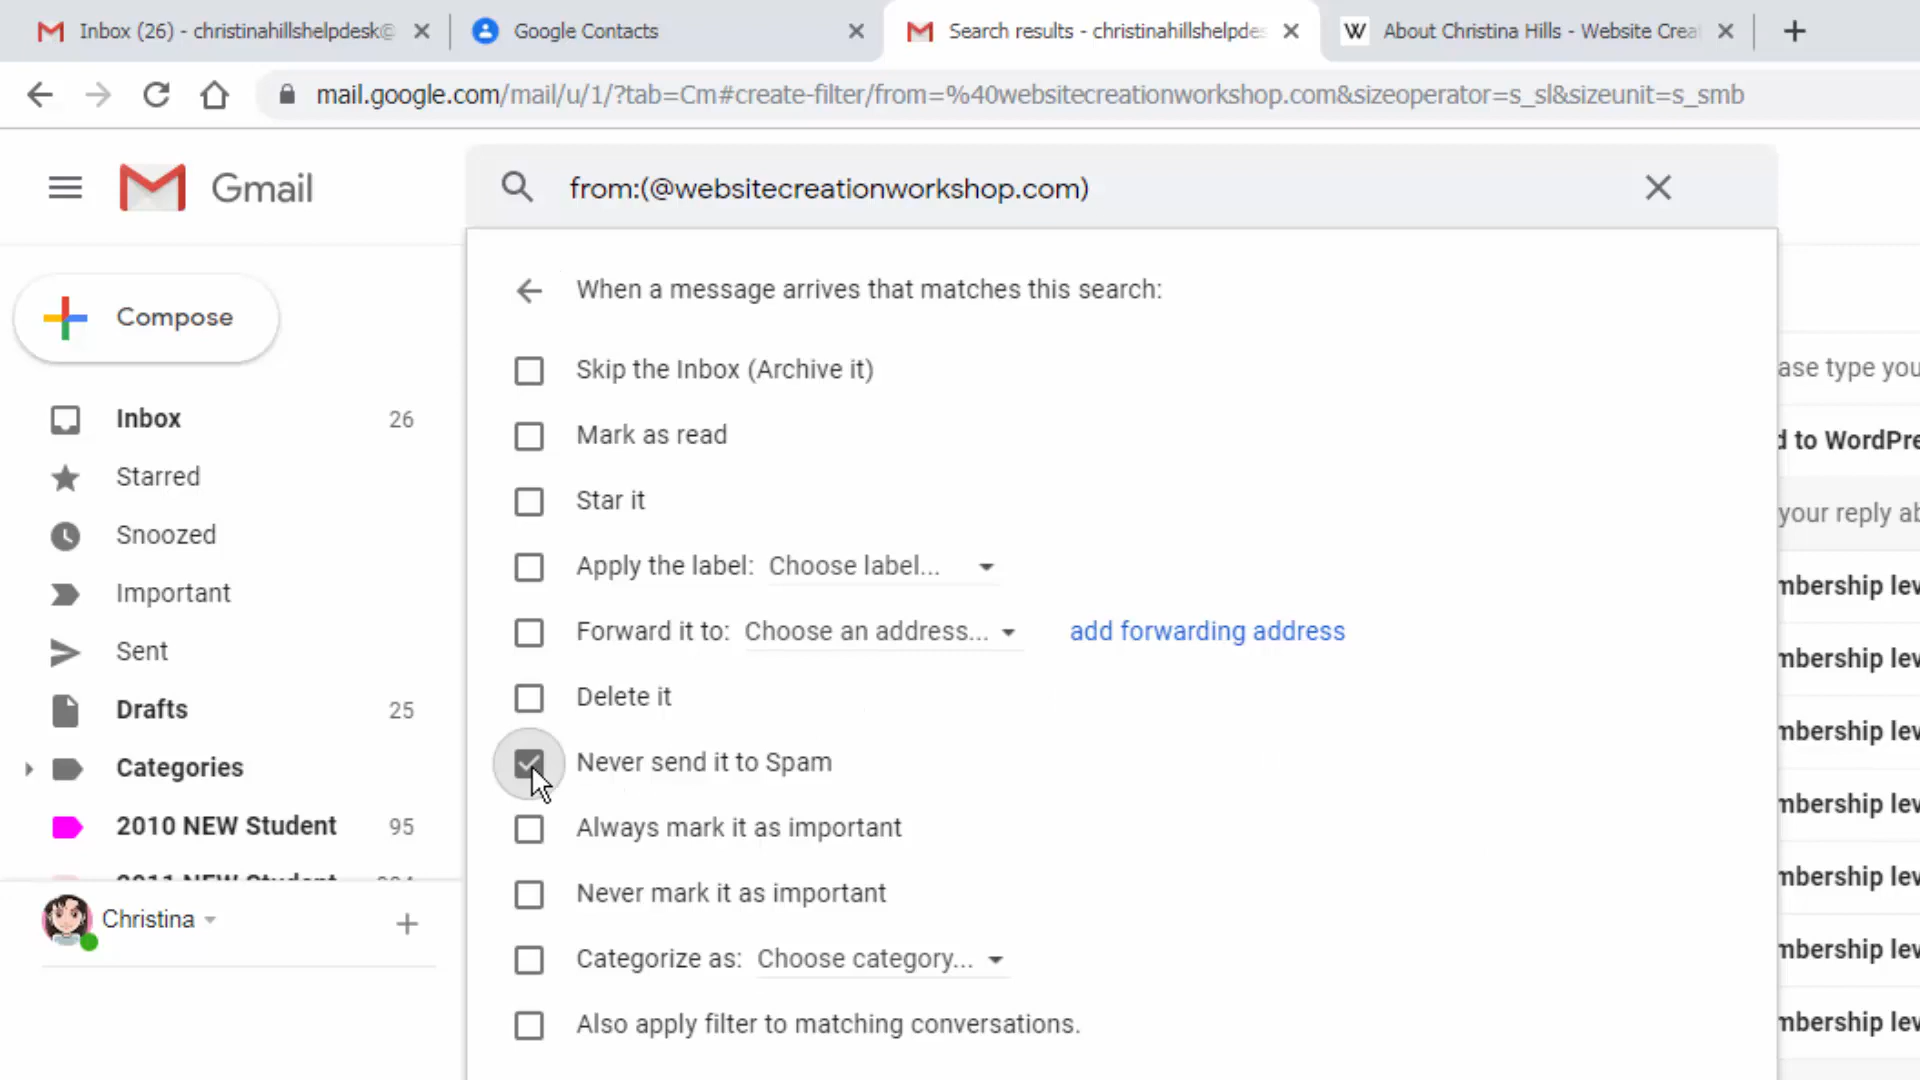 Inbox (26) - christinahillshelpdesk@
Google Contacts
Search results - christinahillshelpdes
W About Christina Hills - Website Crea
mail.google.com/mail/u/1/?tab=Cm#create-filter/from=%40websitecreationworkshop.com&sizeoperator=s_sl&sizeunit=s_smb
Gmail
from:(@websitecreationworkshop.com)
Compose
Inbox 26
Starred
Snoozed
Important
Sent
Drafts 25
Categories
2010 NEW Student 95
2011 NEW Student
Christina
When a message arrives that matches this search:
Skip the Inbox (Archive it)
Mark as read
Star it
Apply the label: Choose label...
Forward it to: Choose an address... add forwarding address
Delete it
Never send it to Spam
Always mark it as important
Never mark it as important
Categorize as: Choose category...
Also apply filter to matching conversations.
ase type you
d to WordPre
your reply ab
mbership lev
mbership lev
mbership lev
mbership lev
mbership lev
mbership lev
mbership lev